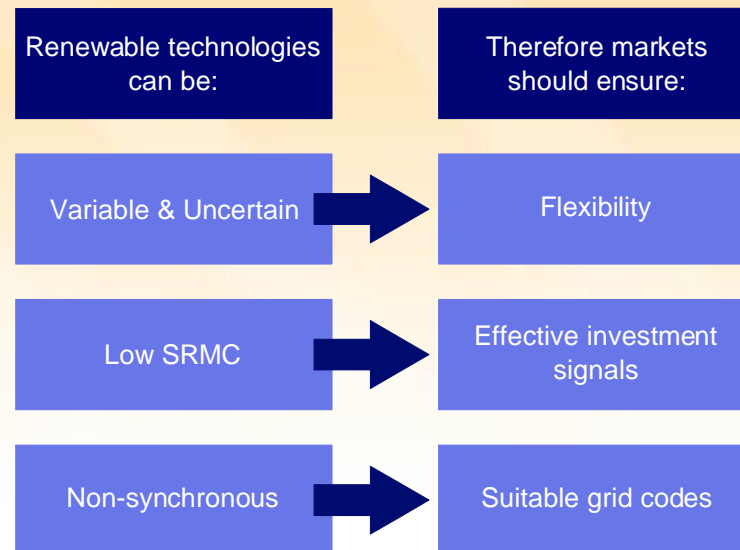 Renewable technologies
can be:
Therefore markets
should ensure:
Variable & Uncertain
Flexibility
Low SRMC
Effective investment
signals
Non-synchronous
Suitable grid codes